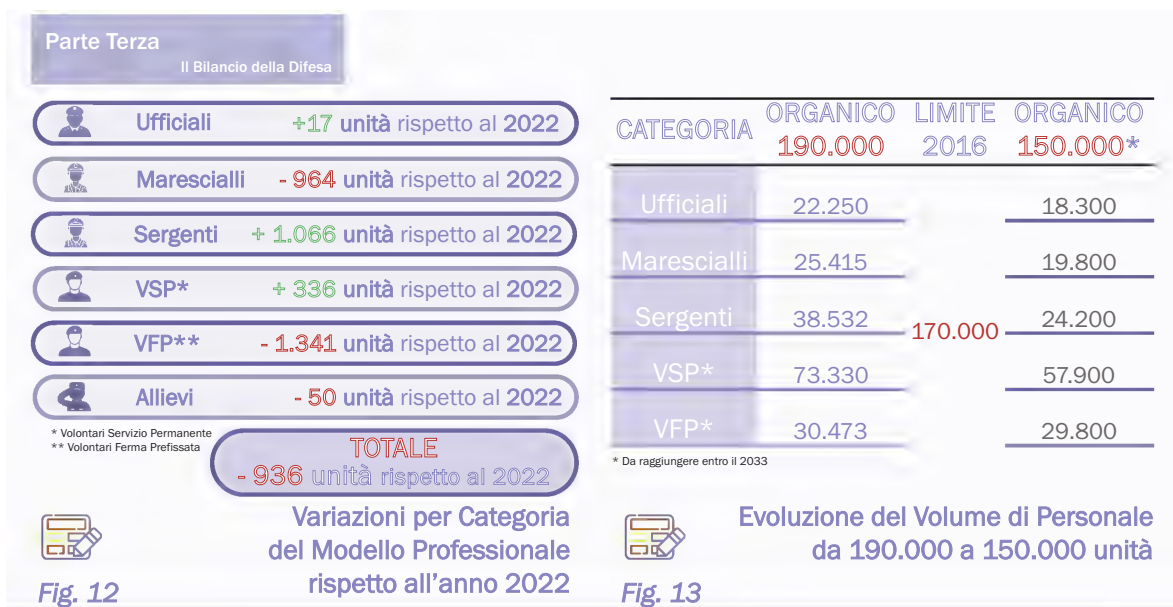 Parte Terza
Il Bilancio della Difesa
Ufficiali +17 unità rispetto al 2022
Marescialli - 964 unità rispetto al 2022
Sergenti + 1.066 unità rispetto al 2022
VSP* + 336 unità rispetto al 2022
VFP** - 1.341 unità rispetto al 2022
Allievi - 50 unità rispetto al 2022
* Volontari Servizio Permanente
** Volontari Ferma Prefissata
TOTALE
- 936 unità rispetto al 2022
Variazioni per Categoria
del Modello Professionale
rispetto all'anno 2022
Fig. 12
CATEGORIA ORGANICO 190.000 LIMITE 2016 ORGANICO 150.000*
Ufficiali 22.250 18.300
Marescialli 25.415 19.800
Sergenti 38.532 170.000 24.200
VSP* 73.330 57.900
VFP* 30.473 29.800
* Da raggiungere entro il 2033
Evoluzione del Volume di Personale
da 190.000 a 150.000 unità
Fig. 13